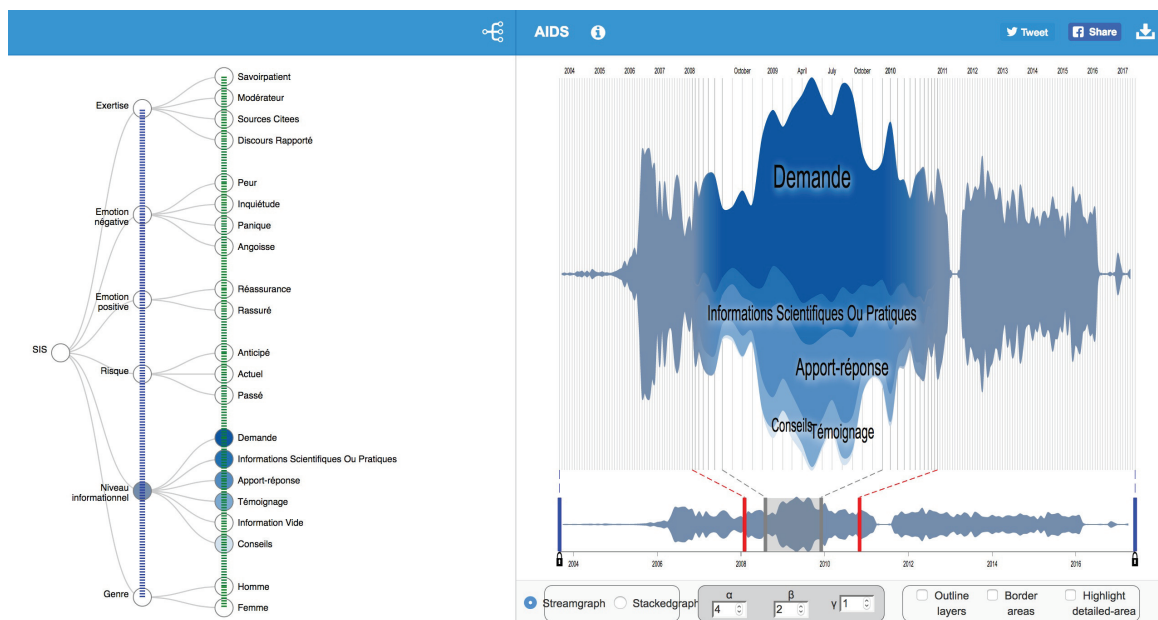 AIDS
Tweet
Share
SIS
Exertise
Savoirpatient
Modérateur
Sources Citees
Discours Rapporté
Emotion
négative
Peur
Inquiétude
Panique
Angoisse
Emotion
positive
Réassurance
Rassuré
Risque
Anticipé
Actuel
Passé
Niveau
informationnel
Demande
Informations Scientifiques Ou Pratiques
Apport-réponse
Témoignage
Information Vide
Conseils
Genre
Homme
Femme
2004 2005 2006 2007 2008 October 2009 April July October 2010 2011 2012 2013 2014 2015 2016 2017
Demande
Informations Scientifiques Ou Pratiques
Apport-réponse
Conseils
Témoignage
2004 2006 2008 2010 2012 2014 2016
Streamgraph
Stackedgraph
α
4
β
2
γ 1
Outline
layers
Border
areas
Highlight
detailed-area